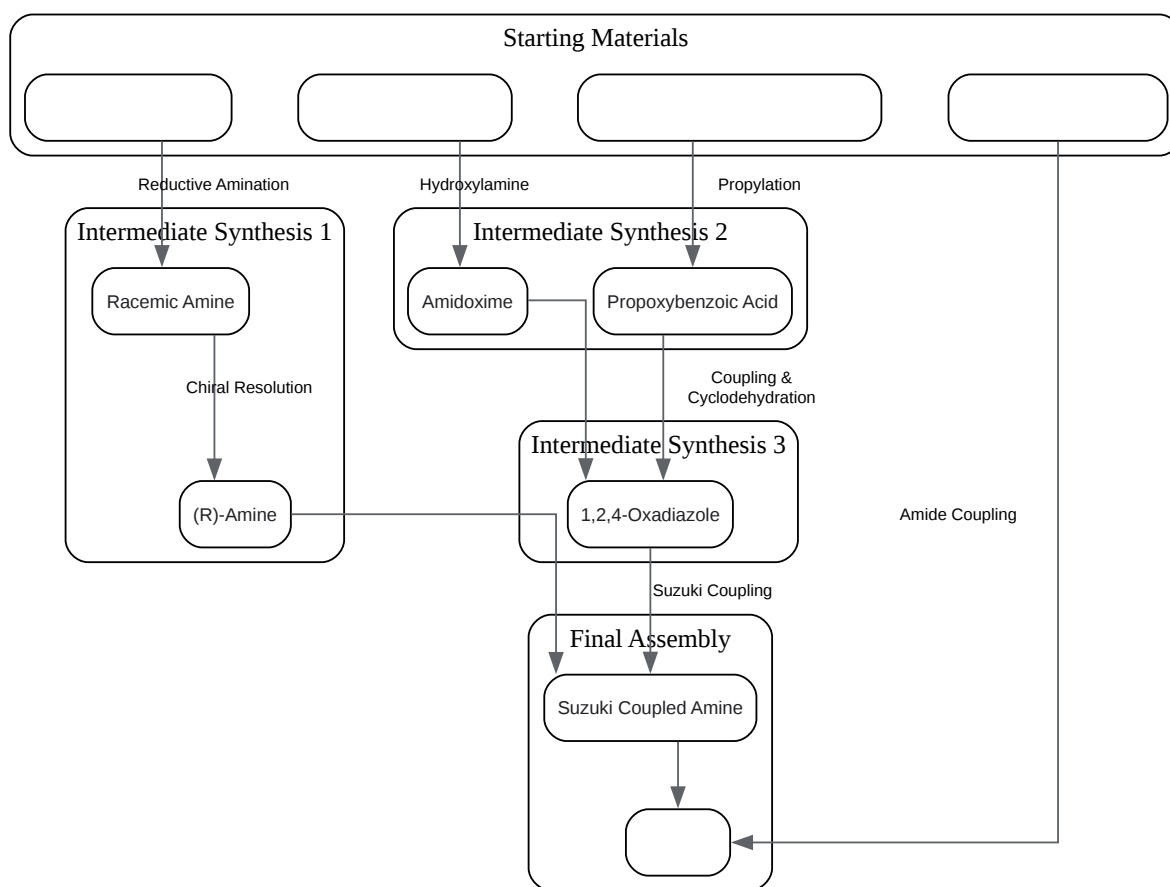 Starting Materials
Reductive Amination
Hydroxylamine
Propylation
Intermediate Synthesis 1
Intermediate Synthesis 2
Racemic Amine
Amidoxime
Propoxybenzoic Acid
Chiral Resolution
Coupling &
Cyclodehydration
Intermediate Synthesis 3
(R)-Amine
1,2,4-Oxadiazole
Amide Coupling
Suzuki Coupling
Final Assembly
Suzuki Coupled Amine